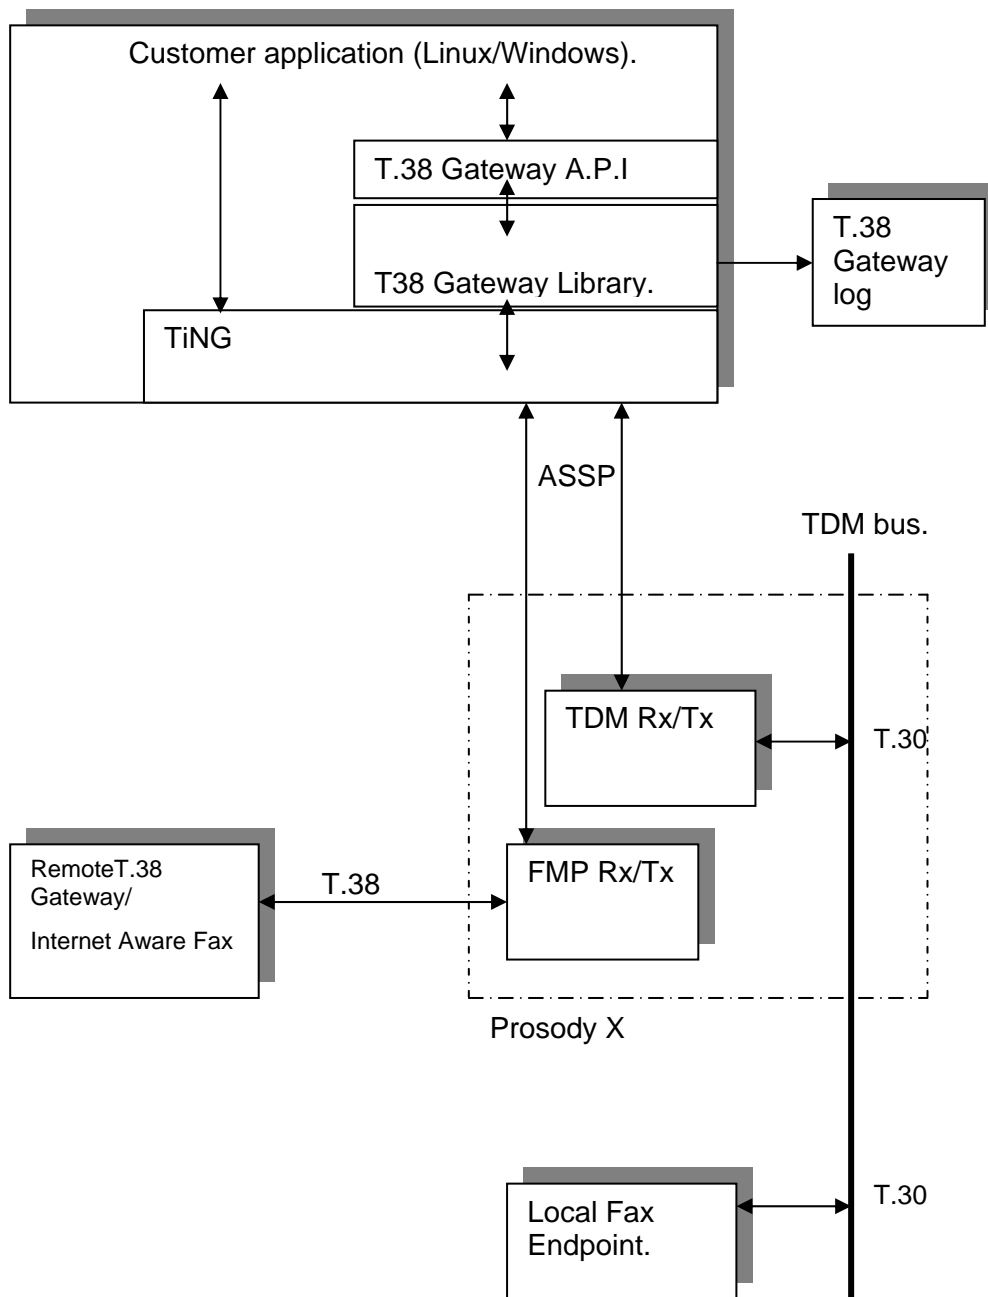 Customer application (Linux/Windows).
T.38 Gateway A.P.I
T38 Gateway Library.
T.38
Gateway
log
TiNG
ASSP
TDM bus.
TDM Rx/Tx
T.30
RemoteT.38
Gateway/
Internet Aware Fax
T.38
FMP Rx/Tx
Prosody X
Local Fax
Endpoint.
T.30